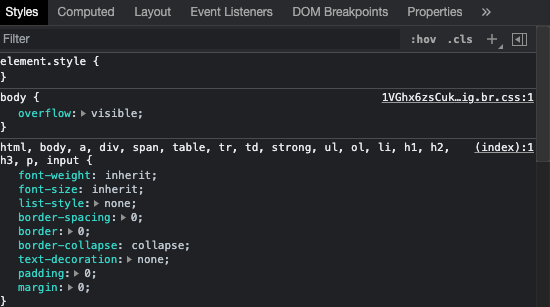 Styles Computed Layout Event Listeners DOM Breakpoints Properties »
Filter :hov .cls +
element.style {
}
body { 1VGhx6zsCuk…ig.br.css:1
overflow: visible;
}
html, body, a, div, span, table, tr, td, strong, ul, ol, li, h1, h2, (index):1
h3, p, input {
font-weight: inherit;
font-size: inherit;
list-style: none;
border-spacing: 0;
border: 0;
border-collapse: collapse;
text-decoration: none;
padding: 0;
margin: 0;
}